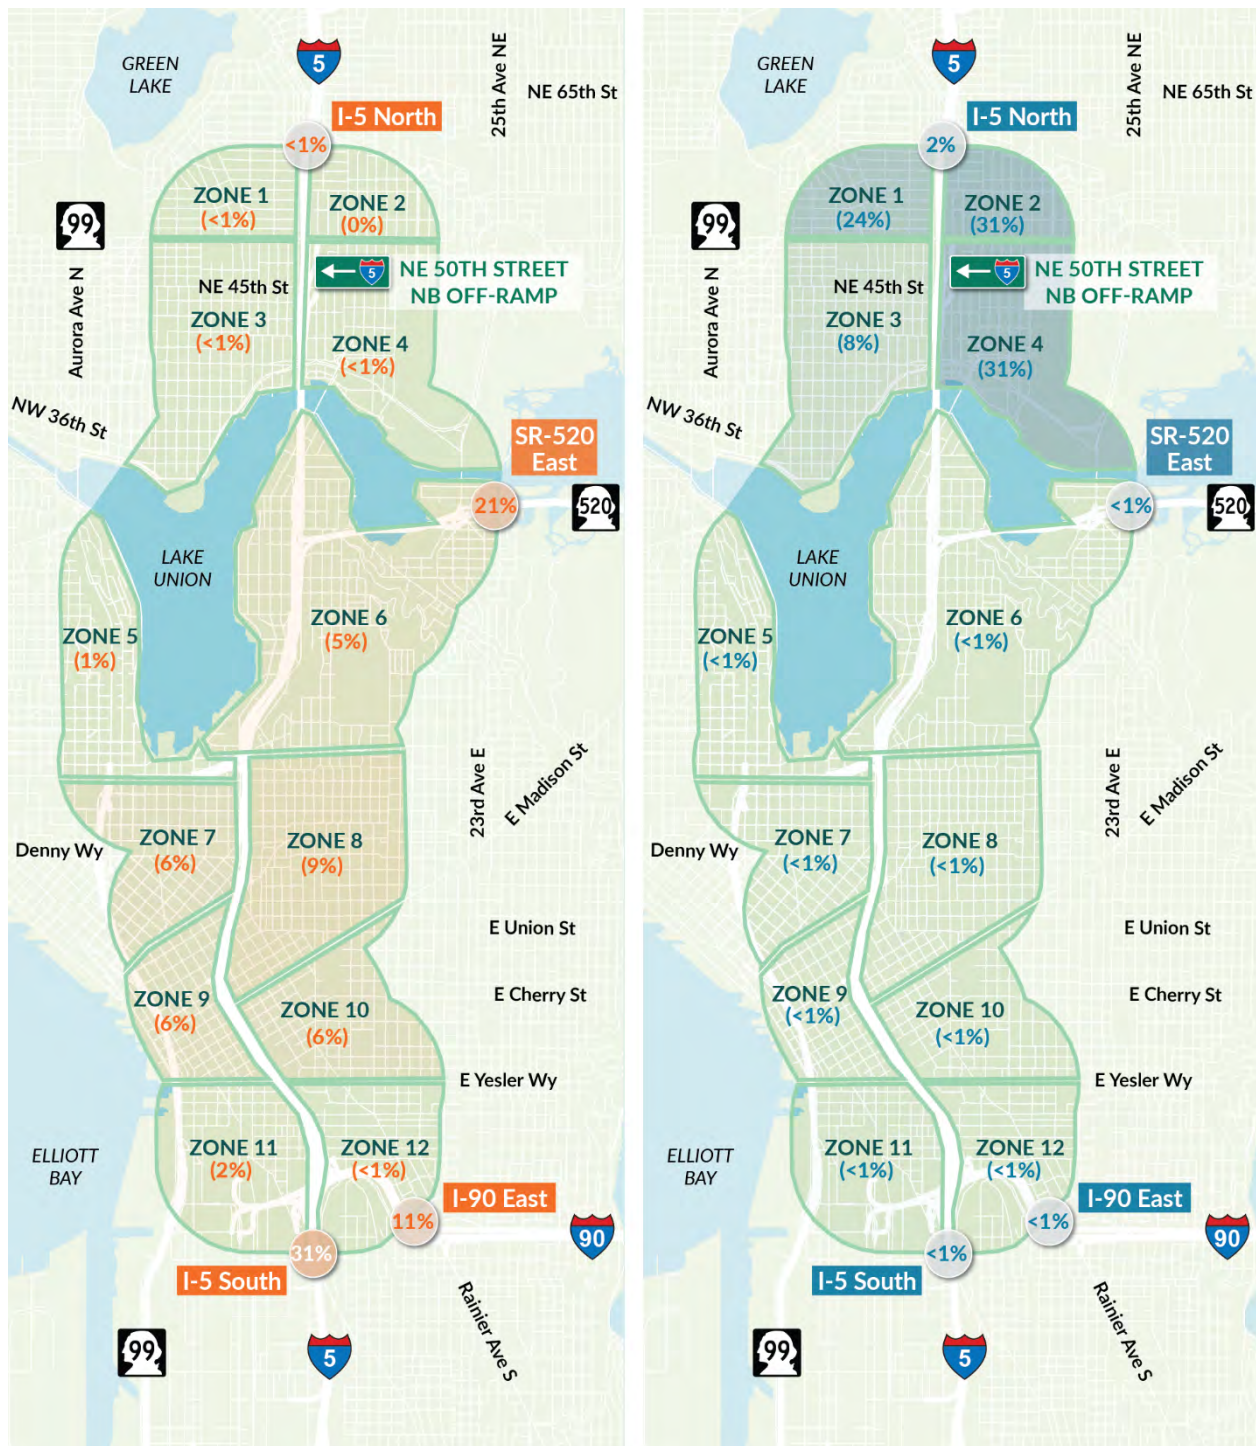 GREEN
LAKE
5
25th Ave NE
NE 65th St
I-5 North
<1%
ZONE 1
(<1%)
ZONE 2
(0%)
99
Aurora Ave N
NE 45th St
5
NE 50TH STREET
NB OFF-RAMP
ZONE 3
(<1%)
ZONE 4
(<1%)
NW 36th St
SR-520
East
21%
520
LAKE
UNION
ZONE 5
(1%)
ZONE 6
(5%)
23rd Ave E
E Madison St
Denny Wy
ZONE 7
(6%)
ZONE 8
(9%)
E Union St
ZONE 9
(6%)
ZONE 10
(6%)
E Cherry St
E Yesler Wy
ELLIOTT
BAY
ZONE 11
(2%)
ZONE 12
(<1%)
I-90 East
11%
90
31%
I-5 South
Rainier Ave S
99
5
GREEN
LAKE
5
25th Ave NE
NE 65th St
I-5 North
2%
ZONE 1
(24%)
ZONE 2
(31%)
99
Aurora Ave N
NE 45th St
5
NE 50TH STREET
NB OFF-RAMP
ZONE 3
(8%)
ZONE 4
(31%)
NW 36th St
SR-520
East
<1%
520
LAKE
UNION
ZONE 5
(<1%)
ZONE 6
(<1%)
23rd Ave E
E Madison St
Denny Wy
ZONE 7
(<1%)
ZONE 8
(<1%)
E Union St
ZONE 9
(<1%)
ZONE 10
(<1%)
E Cherry St
E Yesler Wy
ELLIOTT
BAY
ZONE 11
(<1%)
ZONE 12
(<1%)
I-90 East
<1%
90
<1%
I-5 South
Rainier Ave S
99
5